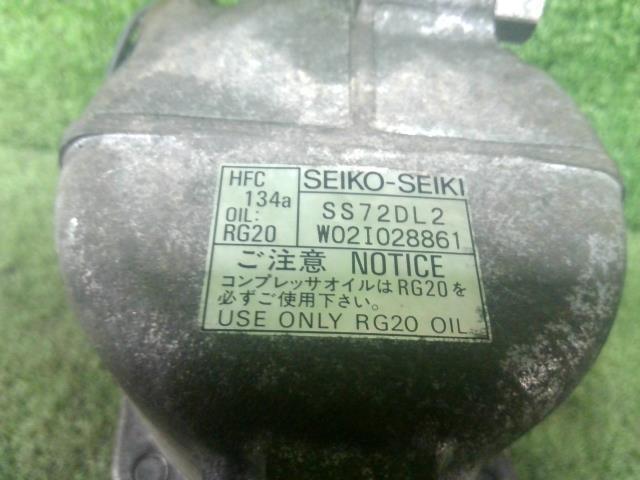 HFC
134a
OIL:
RG20
SEIKO-SEIKI
SS72DL2
W02I028861
ご注意 NOTICE
コンプレッサオイルはRG20を
必ずご使用下さい。
USE ONLY RG20 OIL